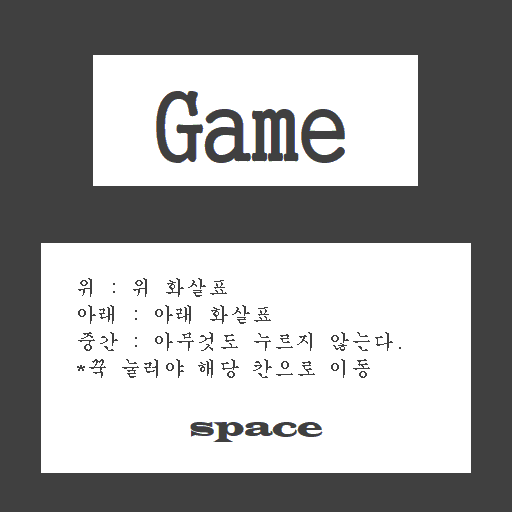 Game
위 : 위 화살표
아래 : 아래 화살표
중간 : 아무것도 누르지 않는다.
*꾹 눌러야 해당 칸으로 이동
space